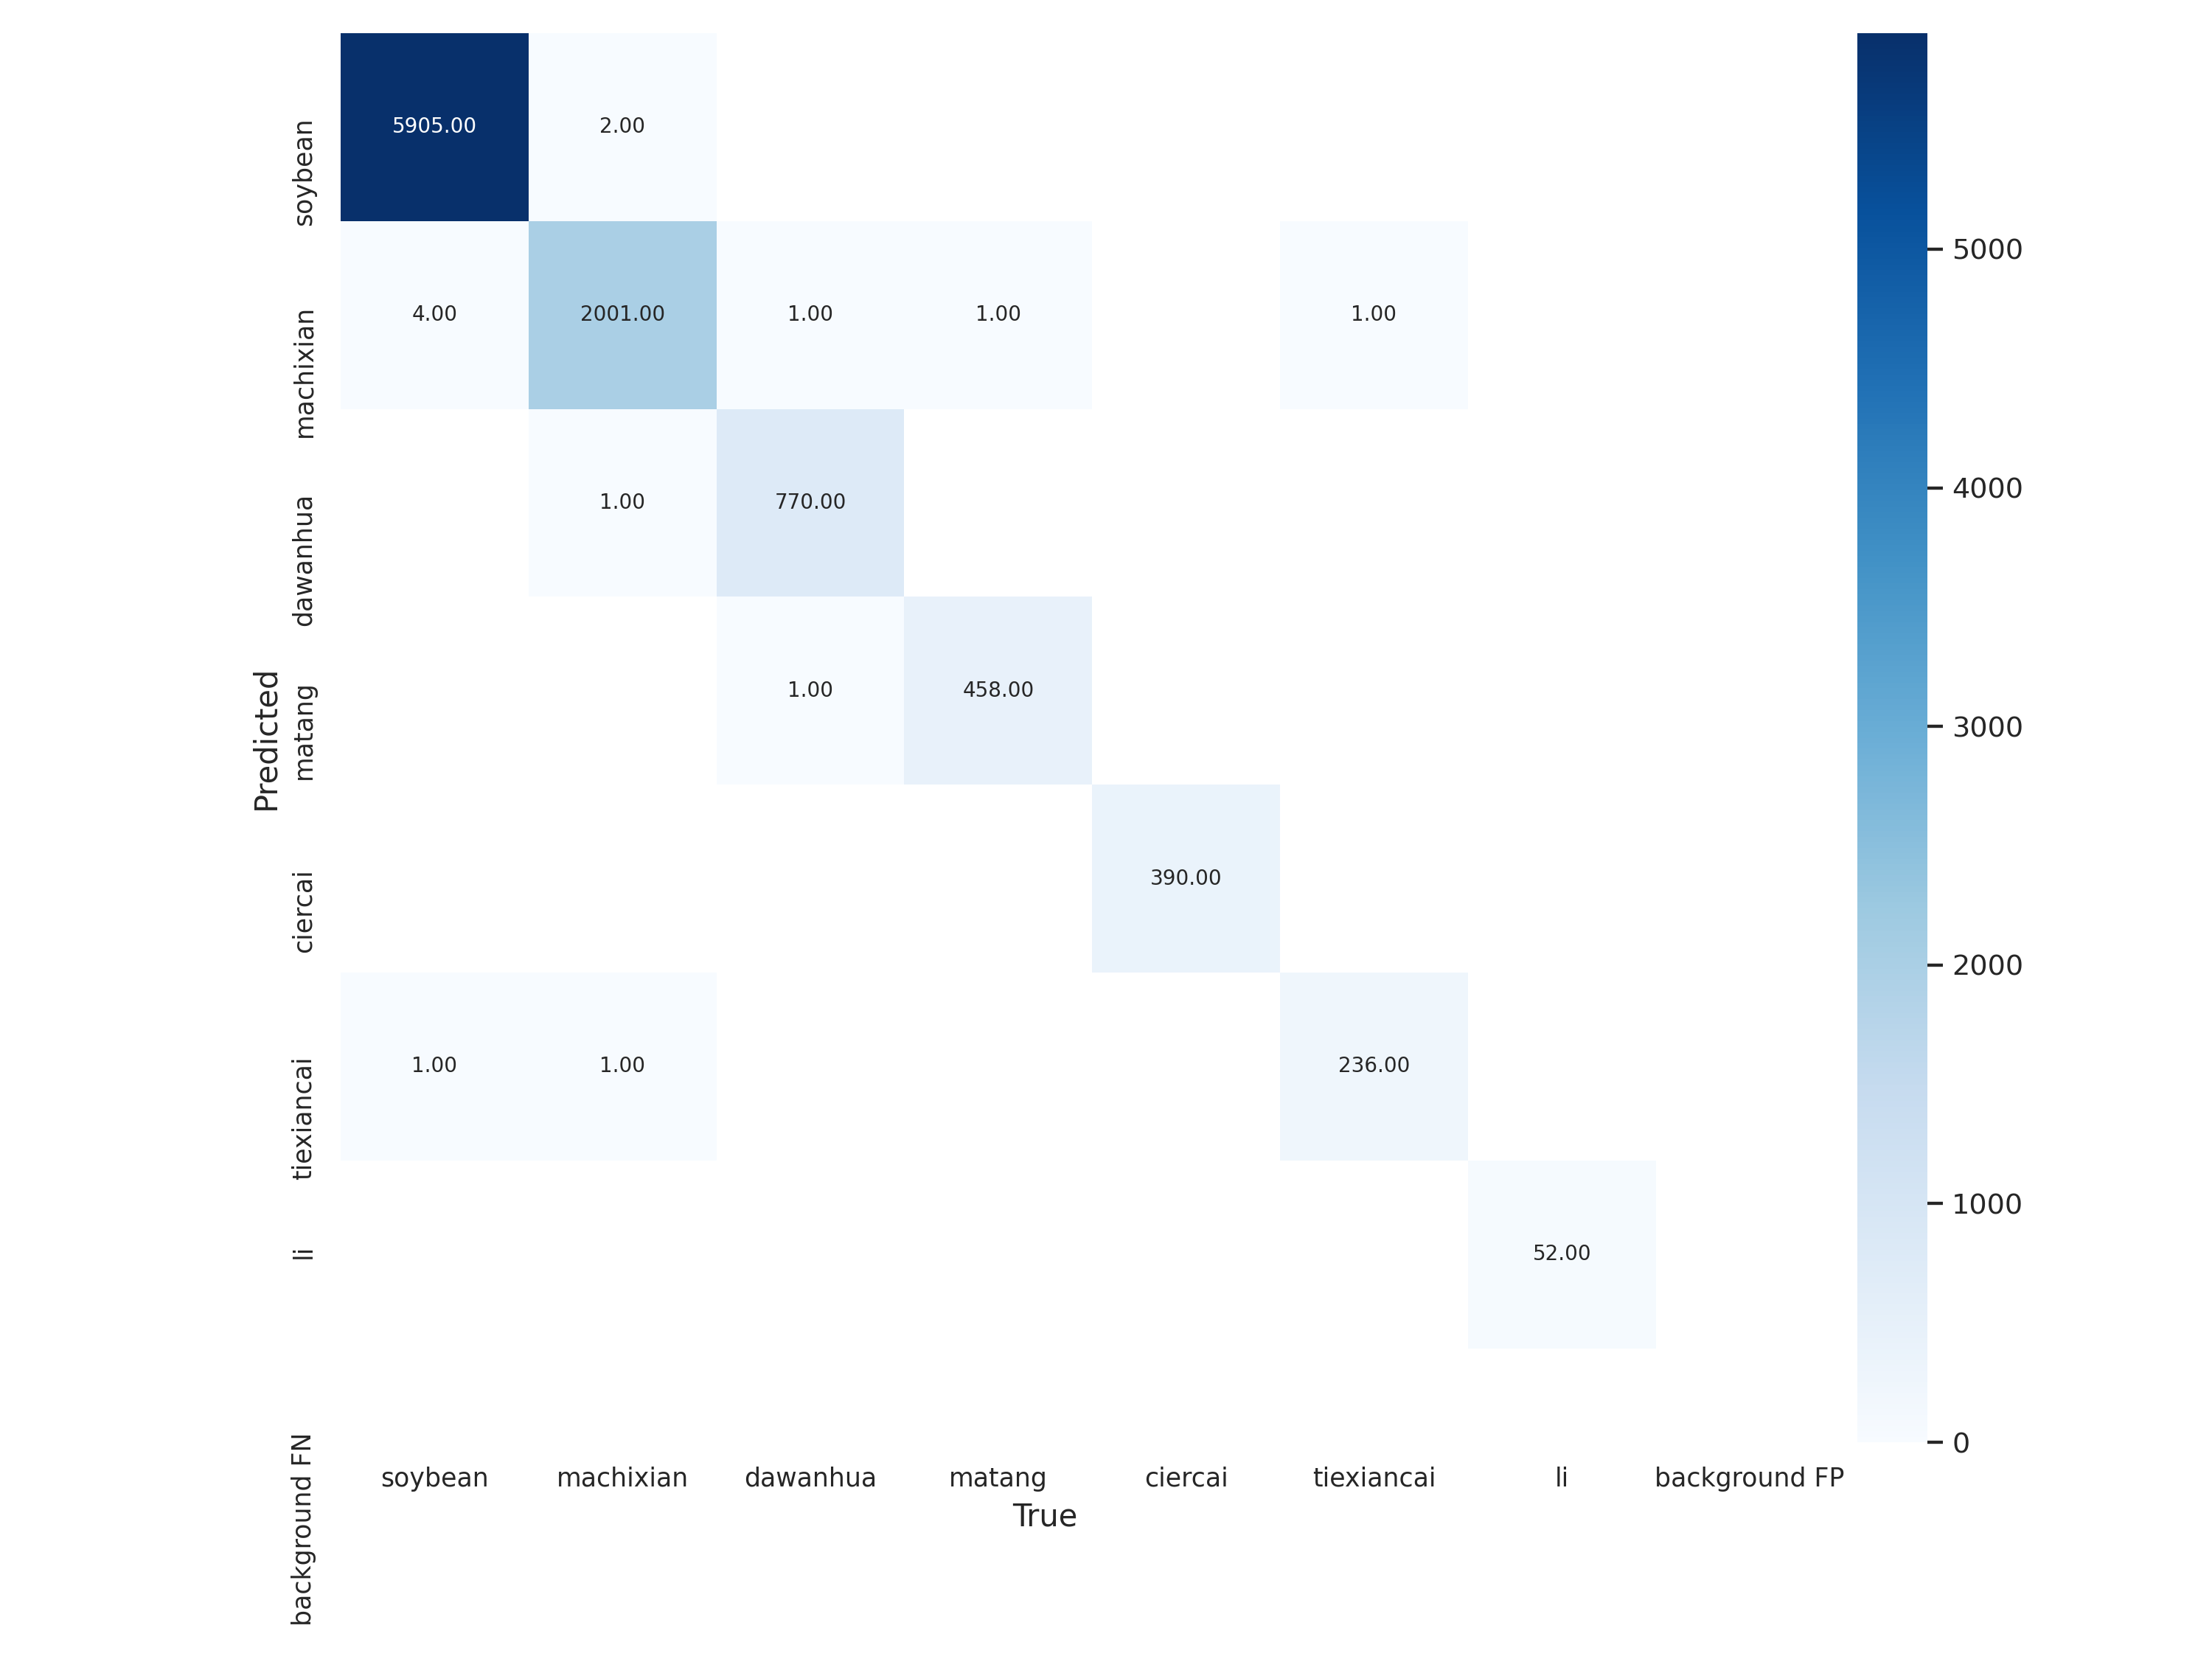 soybean
5905.00 2.00
machixian
4.00 2001.00 1.00 1.00 1.00
dawanhua
1.00 770.00
matang
1.00 458.00
ciercai
390.00
tiexiancai
1.00 1.00 236.00
li
52.00
background FN
Predicted
soybean machixian dawanhua matang ciercai tiexiancai li background FP
True
5000
4000
3000
2000
1000
0